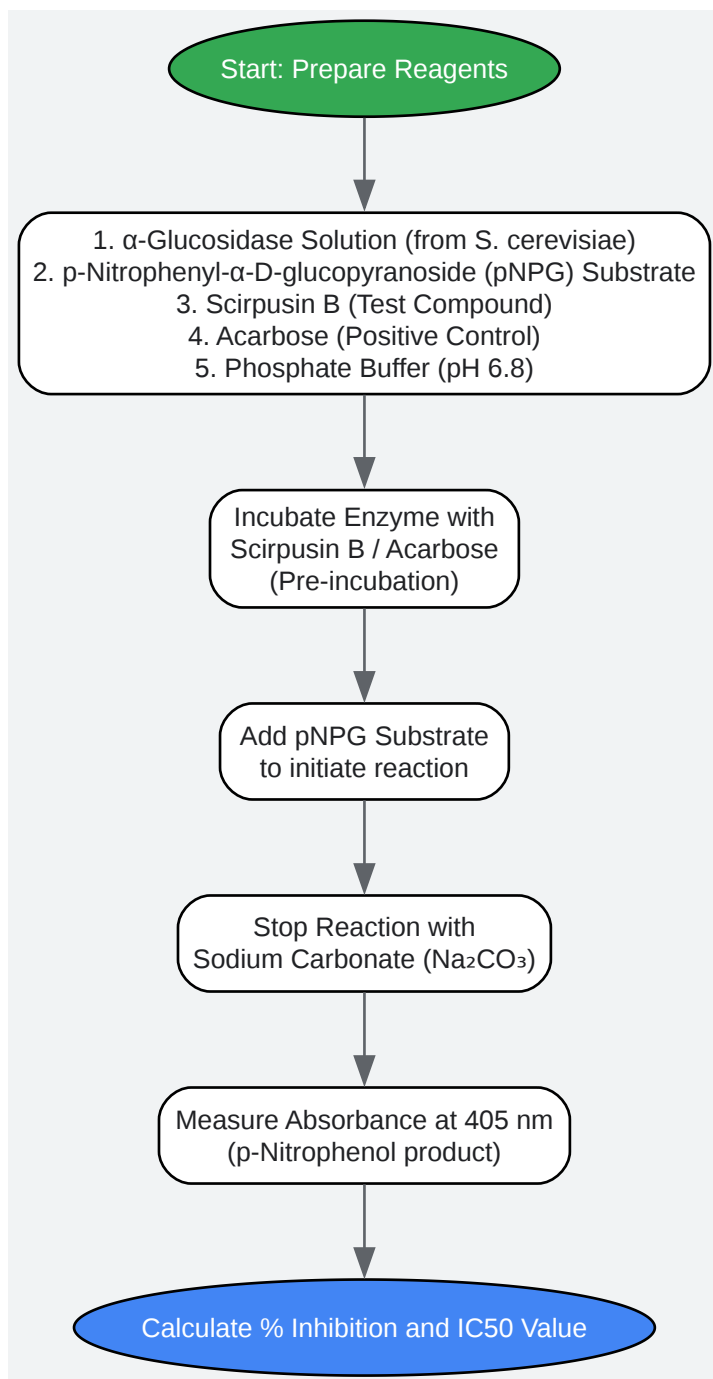 Start: Prepare Reagents
1. α-Glucosidase Solution (from S. cerevisiae)
2. p-Nitrophenyl-α-D-glucopyranoside (pNPG) Substrate
3. Scirpusin B (Test Compound)
4. Acarbose (Positive Control)
5. Phosphate Buffer (pH 6.8)
Incubate Enzyme with
Scirpusin B / Acarbose
(Pre-incubation)
Add pNPG Substrate
to initiate reaction
Stop Reaction with
Sodium Carbonate (Na₂CO₃)
Measure Absorbance at 405 nm
(p-Nitrophenol product)
Calculate % Inhibition and IC50 Value